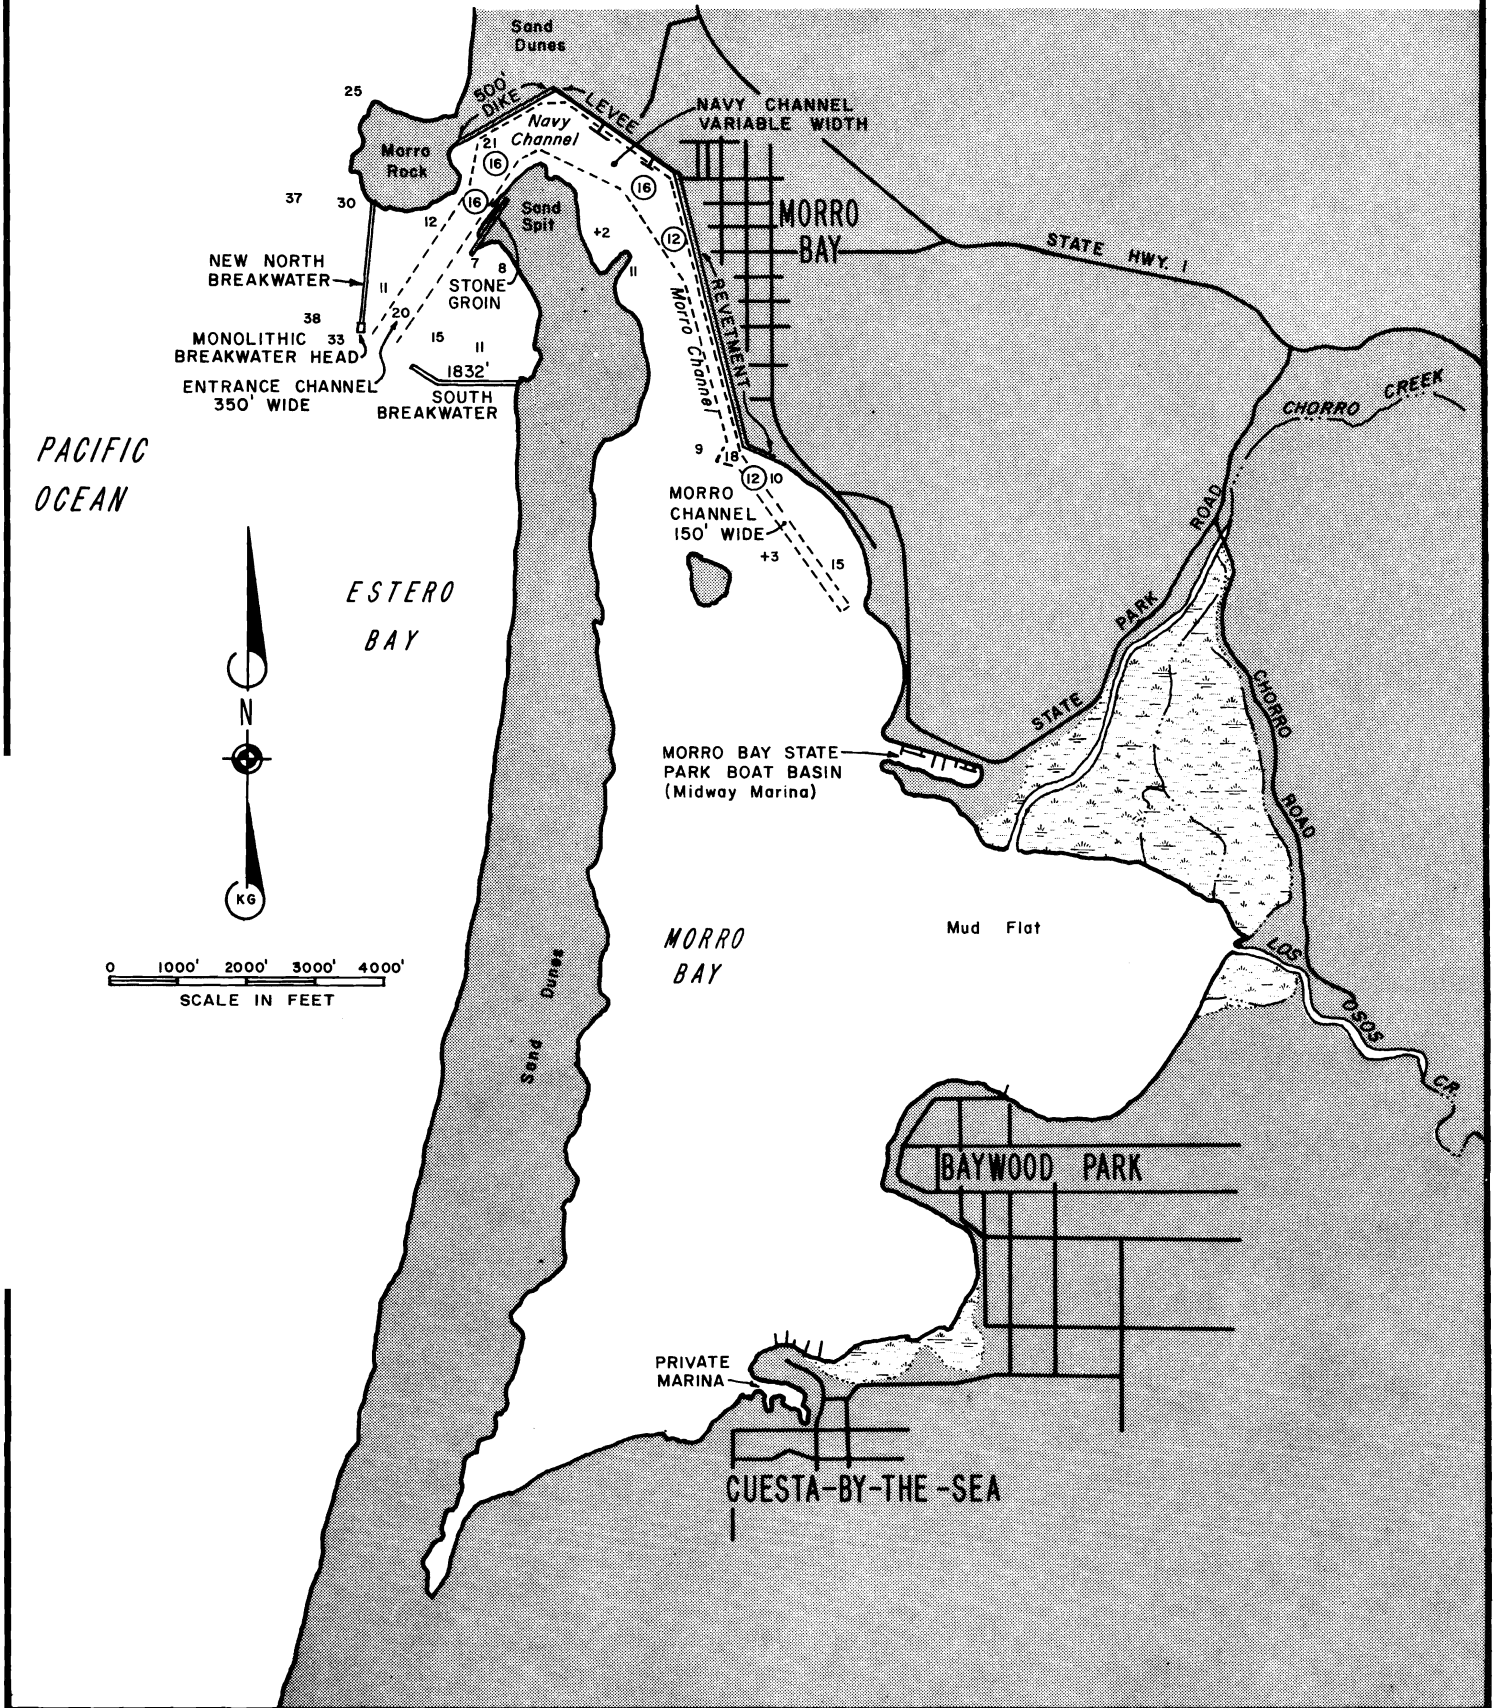 Sand
Dunes
25
500'
DIKE
LEVEE
NAVY CHANNEL
VARIABLE WIDTH
Navy
Channel
Morro
Rock
21
16
16
16
37
30
12
Sand
Spit
+2
12
MORRO
BAY
STATE HWY. 1
NEW NORTH
BREAKWATER
11
7
8
STONE
GROIN
11
Morro Channel
REVETMENT
38
20
MONOLITHIC
BREAKWATER HEAD
33
15
11
ENTRANCE CHANNEL
350' WIDE
1832'
SOUTH
BREAKWATER
CHORRO CREEK
PACIFIC
OCEAN
9
18
12
10
MORRO
CHANNEL
150' WIDE
+3
15
ESTERO
BAY
STATE PARK ROAD
CHORRO ROAD
N
MORRO BAY STATE
PARK BOAT BASIN
(Midway Marina)
KG
MORRO
BAY
Mud Flat
LOS OSOS CR.
0 1000' 2000' 3000' 4000'
SCALE IN FEET
Sand Dunes
BAYWOOD PARK
PRIVATE
MARINA
CUESTA-BY-THE-SEA